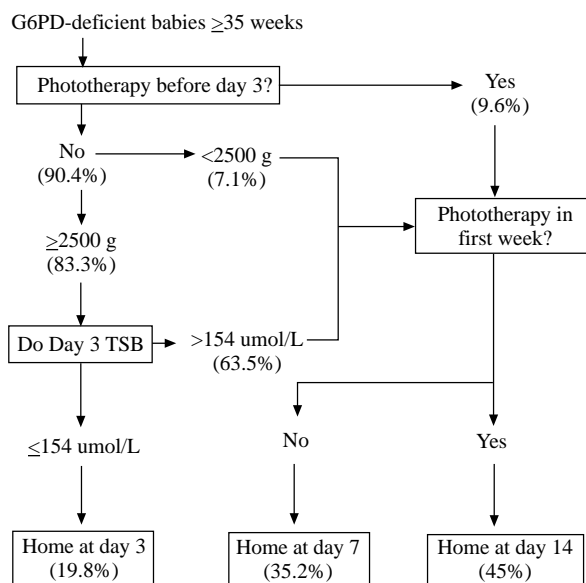 G6PD-deficient babies ≥35 weeks
Phototherapy before day 3?
Yes
(9.6%)
No
(90.4%)
<2500 g
(7.1%)
Phototherapy in
first week?
≥2500 g
(83.3%)
Do Day 3 TSB
>154 umol/L
(63.5%)
≤154 umol/L
No
Yes
Home at day 3
(19.8%)
Home at day 7
(35.2%)
Home at day 14
(45%)